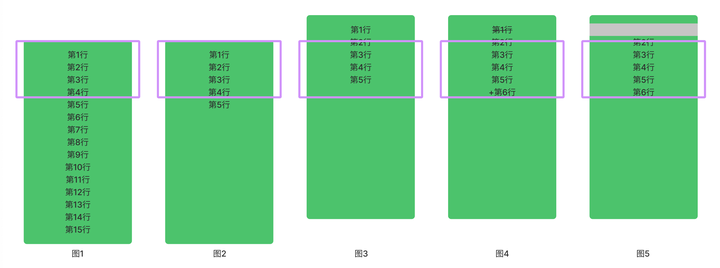 第1行
第2行
第3行
第4行
第5行
第6行
第7行
第8行
第9行
第10行
第11行
第12行
第13行
第14行
第15行
图1
第1行
第2行
第3行
第4行
第5行
图2
第1行
第2行
第3行
第4行
第5行
图3
第1行
第2行
第3行
第4行
第5行
+第6行
图4
第2行
第3行
第4行
第5行
第6行
图5